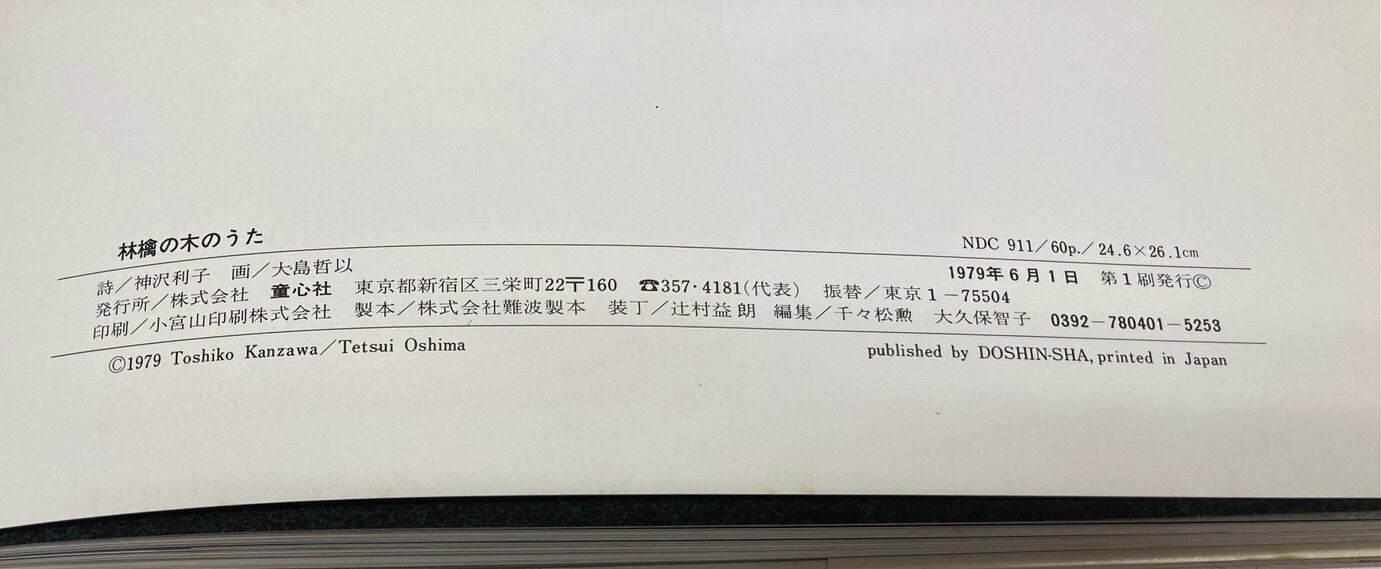 林檎の木のうた
NDC 911/60p./24.6×26.1cm
詩/神沢利子 画/大島哲以
1979年6月1日 第1刷発行Ⓒ
発行所/株式会社 童心社 東京都新宿区三栄町22〒160 ☎357・4181(代表) 振替/東京1-75504
印刷/小宮山印刷株式会社 製本/株式会社難波製本 装丁/辻村益朗 編集/千々松勲 大久保智子 0392-780401-5253
Ⓒ1979 Toshiko Kanzawa/Tetsui Oshima
published by DOSHIN-SHA, printed in Japan